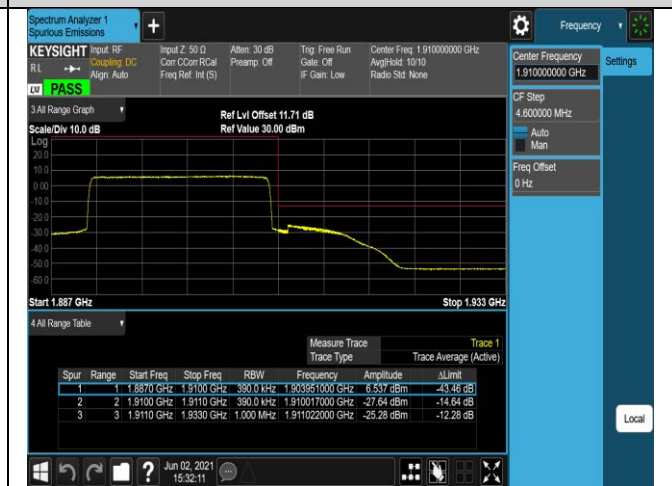 Spectrum Analyzer 1
Spurious Emissions
Frequency
KEYSIGHT Input: RF Input Z: 50 Ω Atten: 30 dB Trig: Free Run Center Freq: 1.910000000 GHz
RL Coupling: DC Corr CCorr RCal Preamp: Off Gate: Off Avg|Hold: 10/10
Align: Auto Freq Ref: Int (S) IF Gain: Low Radio Std: None
PASS
3 All Range Graph
Ref Lvl Offset 11.71 dB
Scale/Div 10.0 dB Ref Value 30.00 dBm
Log
20.0
10.0
0.00
-10.0
-20.0
-30.0
-40.0
-50.0
-60.0
Start 1.887 GHz Stop 1.933 GHz
4 All Range Table
Measure Trace Trace 1
Trace Type Trace Average (Active)
Spur Range Start Freq Stop Freq RBW Frequency Amplitude ΔLimit
1 1 1.8870 GHz 1.9100 GHz 390.0 kHz 1.903951000 GHz 6.537 dBm -43.46 dB
2 2 1.9100 GHz 1.9110 GHz 390.0 kHz 1.910017000 GHz -27.64 dBm -14.64 dB
3 3 1.9110 GHz 1.9330 GHz 1.000 MHz 1.911022000 GHz -25.28 dBm -12.28 dB
Center Frequency
1.910000000 GHz
Settings
CF Step
4.600000 MHz
Auto
Man
Freq Offset
0 Hz
Local
Jun 02, 2021
15:32:11